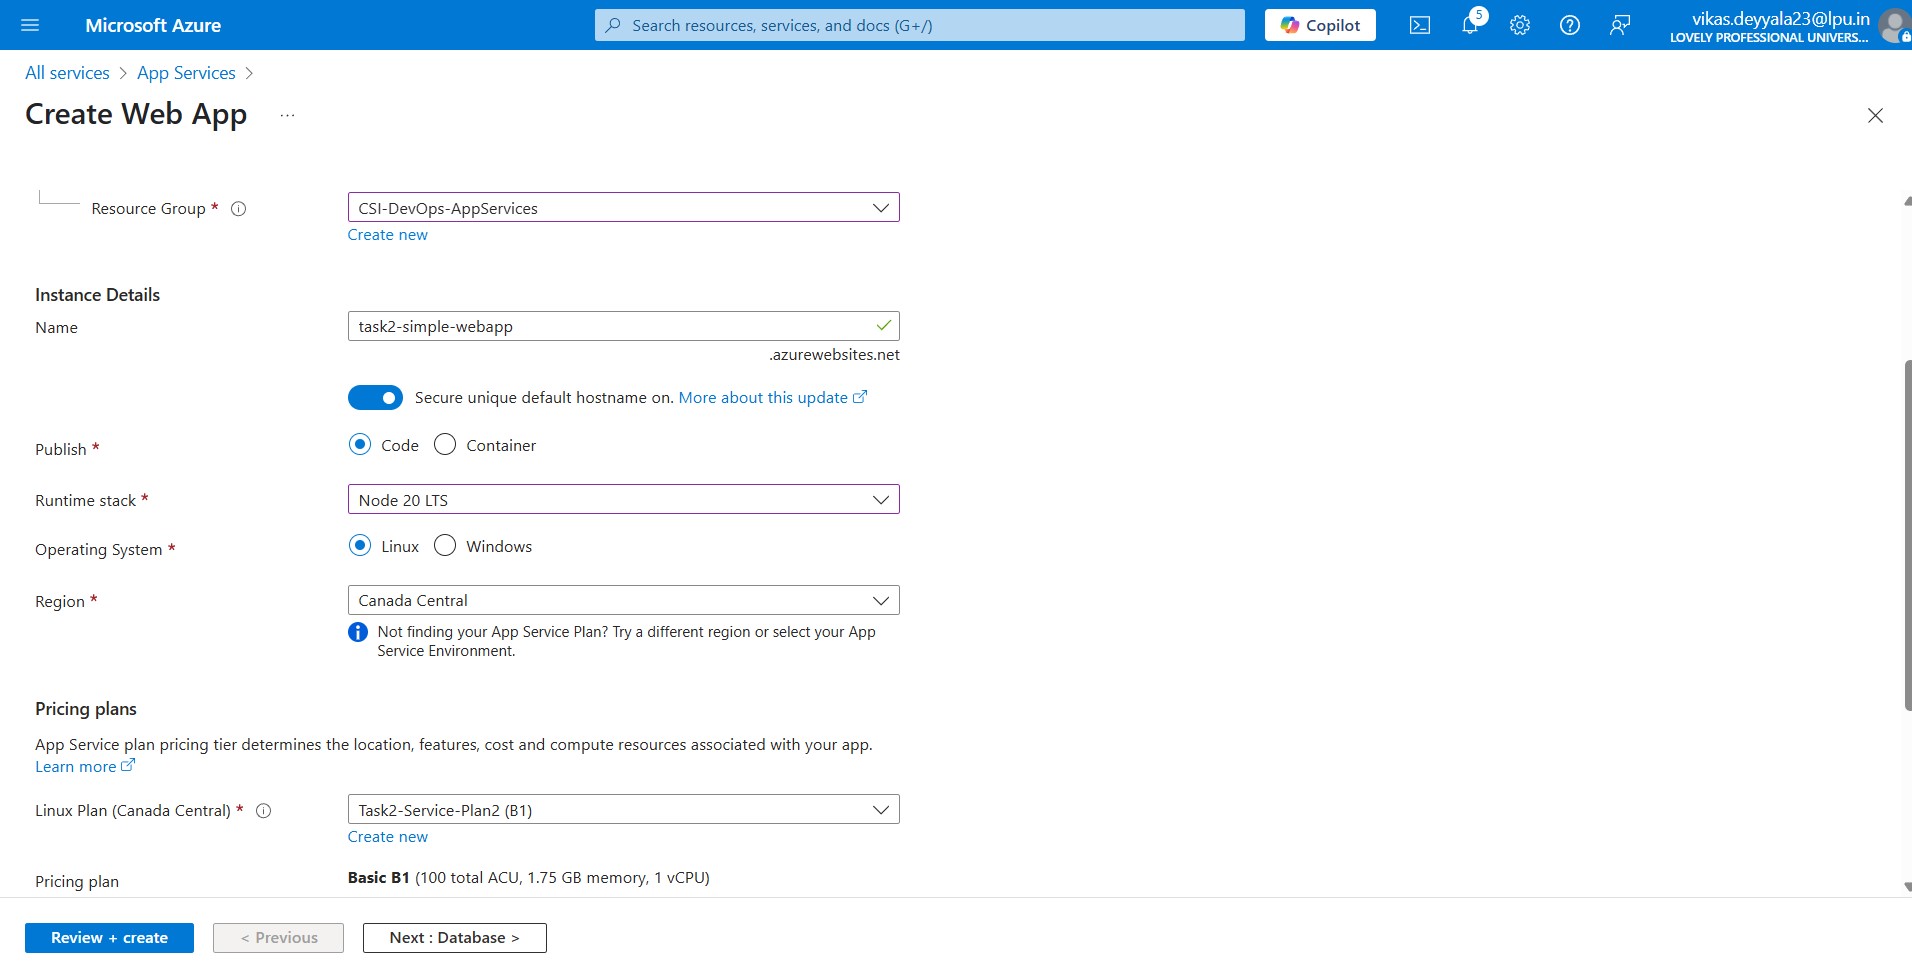 Microsoft Azure
Search resources, services, and docs (G+/)
Copilot
5
vikas.deyyala23@lpu.in
LOVELY PROFESSIONAL UNIVERS...
All services > App Services >
Create Web App ...
Resource Group *
CSI-DevOps-AppServices
Create new
Instance Details
Name
task2-simple-webapp
.azurewebsites.net
Secure unique default hostname on. More about this update
Publish *
Code
Container
Runtime stack *
Node 20 LTS
Operating System *
Linux
Windows
Region *
Canada Central
Not finding your App Service Plan? Try a different region or select your App
Service Environment.
Pricing plans
App Service plan pricing tier determines the location, features, cost and compute resources associated with your app.
Learn more
Linux Plan (Canada Central) *
Task2-Service-Plan2 (B1)
Create new
Pricing plan
Basic B1 (100 total ACU, 1.75 GB memory, 1 vCPU)
Review + create
< Previous
Next : Database >